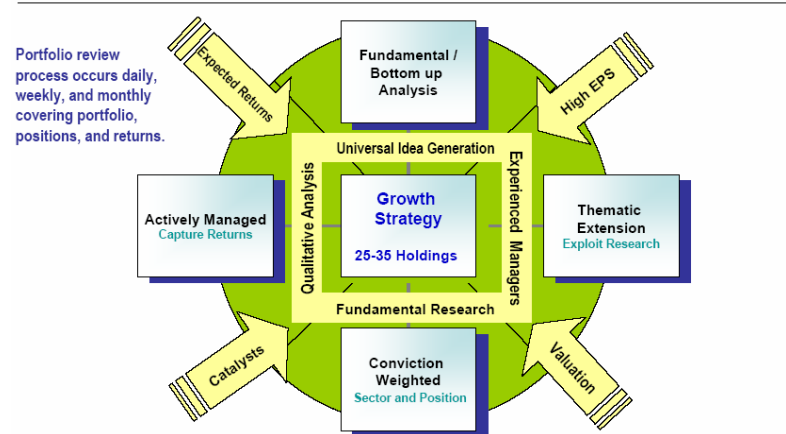 Portfolio review
process occurs daily,
weekly, and monthly
covering portfolio,
positions, and returns.
Expected Returns
Fundamental /
Bottom up
Analysis
High EPS
Universal Idea Generation
Actively Managed
Capture Returns
Qualitative Analysis
Growth
Strategy
25-35 Holdings
Experienced Managers
Thematic
Extension
Exploit Research
Fundamental Research
Catalysts
Conviction
Weighted
Sector and Position
Valuation